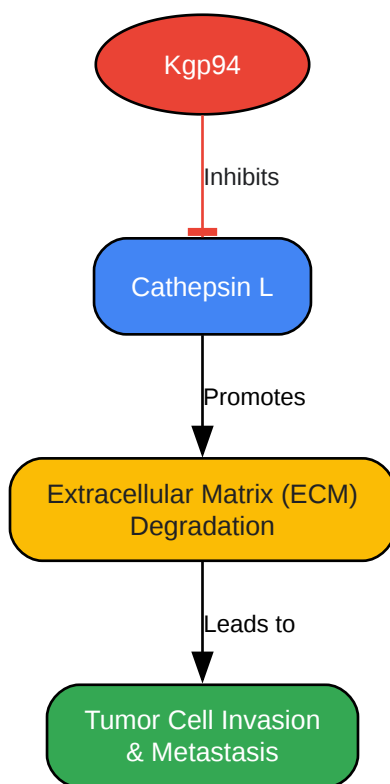 Kgp94
Inhibits
Cathepsin L
Promotes
Extracellular Matrix (ECM)
Degradation
Leads to
Tumor Cell Invasion
& Metastasis